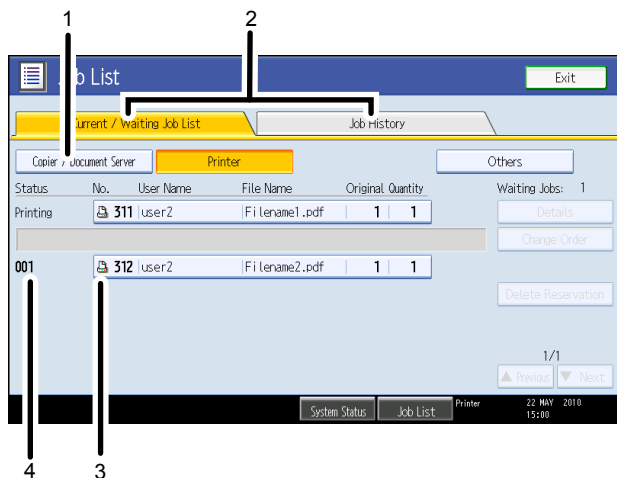 1 2
Job List Exit
Current / Waiting Job List Job History
Copier / Document Server Printer Others
Status No. User Name File Name Original Quantity Waiting Jobs: 1
Printing 311 user2 Filename1.pdf 1 1 Details
Change Order
001 312 user2 Filename2.pdf 1 1
Delete Reservation
1/1
▲ Previous ▼ Next
System Status Job List Printer 22 MAY 2010
15:00
4 3